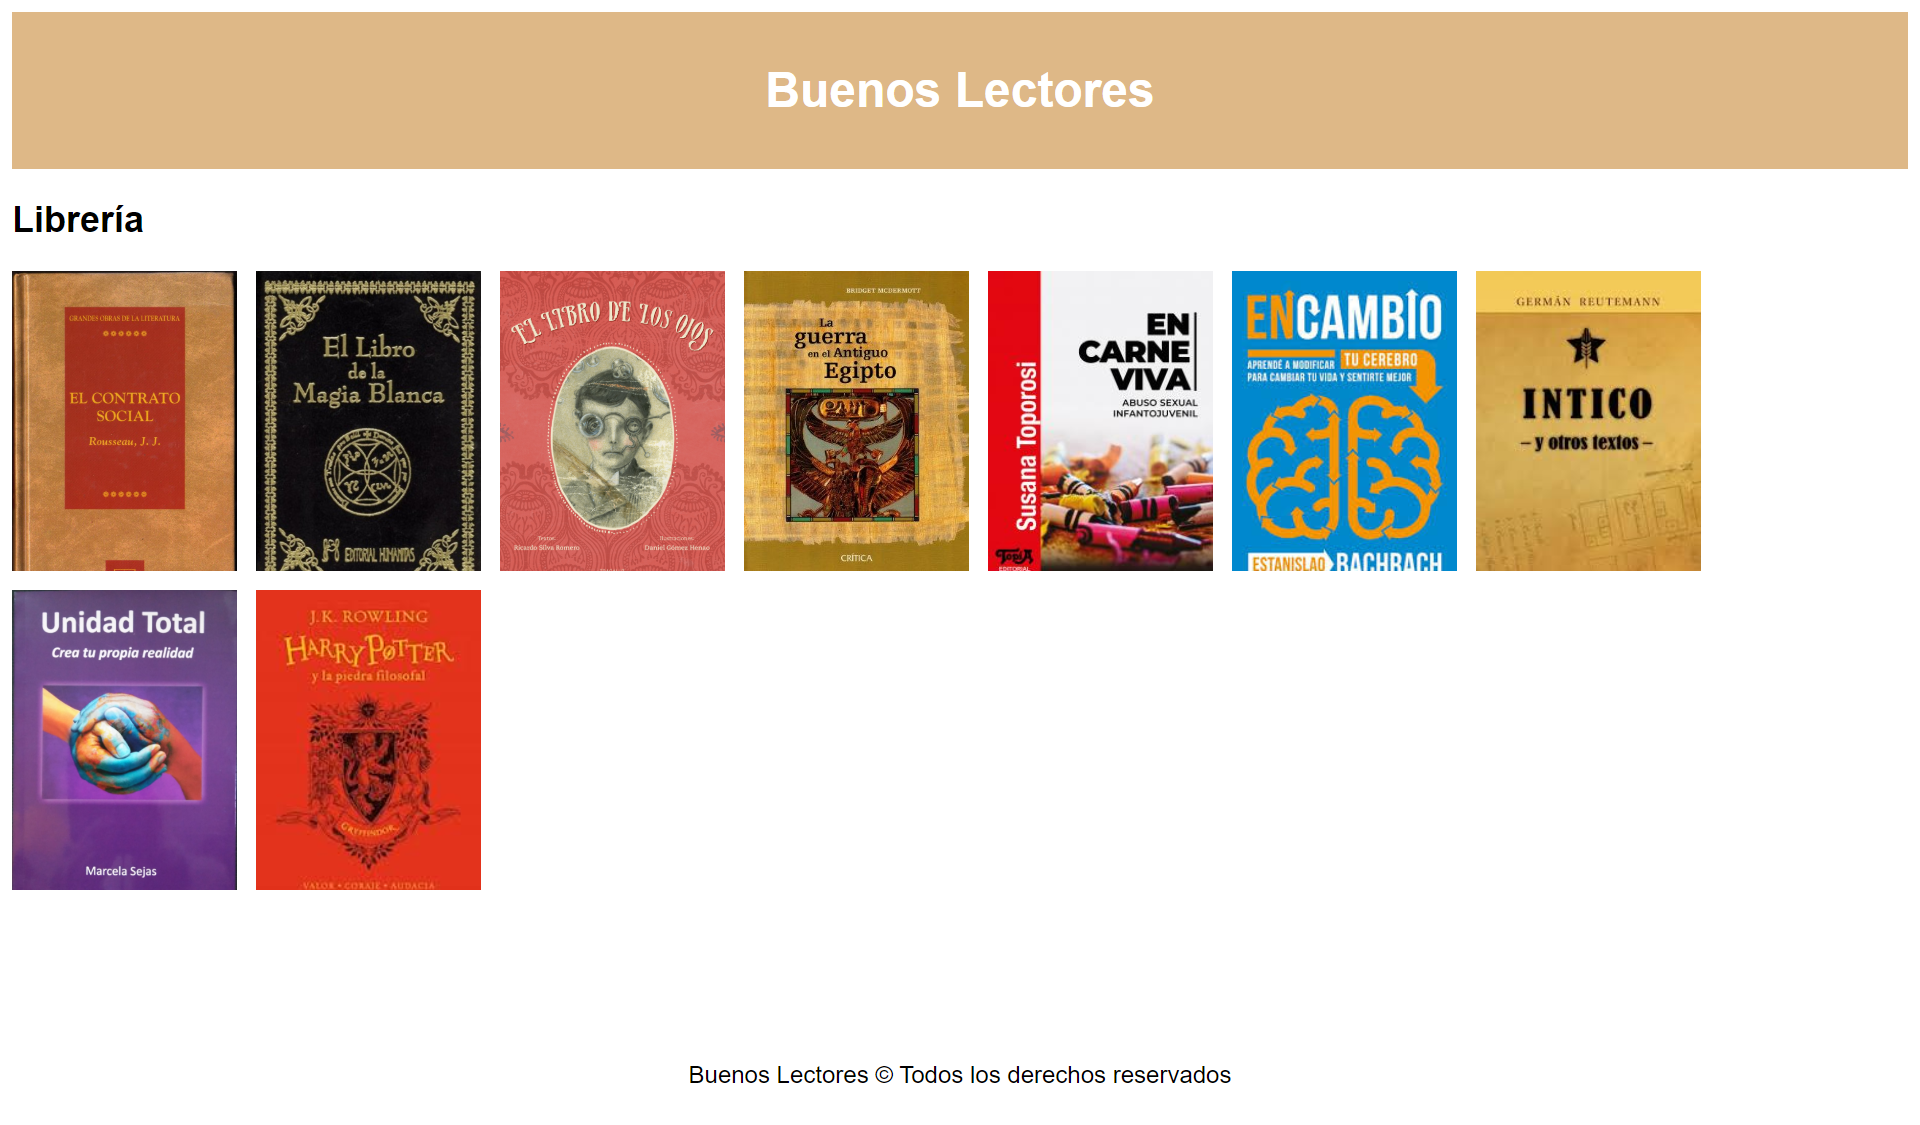 Buenos Lectores
Librería
GRANDES OBRAS DE LA LITERATURA
EL CONTRATO
SOCIAL
Rousseau, J. J.
El Libro
de la
Magia Blanca
EDITORIAL HUMANITAS
EL LIBRO DE LOS OJOS
Textos:
Ricardo Silva Romero
Ilustraciones:
Daniel Gómez Henao
BRIDGET MCDERMOTT
La
guerra
en el Antiguo
Egipto
CRÍTICA
EN
CARNE
VIVA
ABUSO SEXUAL
INFANTOJUVENIL
Susana Toporosi
TopíA
EDITORIAL
ENCAMBIO
APRENDÉ A MODIFICAR TU CEREBRO
PARA CAMBIAR TU VIDA Y SENTIRTE MEJOR
ESTANISLAO BACHRACH
GERMÁN REUTEMANN
INTICO
– y otros textos –
Unidad Total
Crea tu propia realidad
Marcela Sejas
J.K. ROWLING
HARRY POTTER
y la piedra filosofal
GRYFFINDOR
VALOR • CORAJE • AUDACIA
Buenos Lectores © Todos los derechos reservados